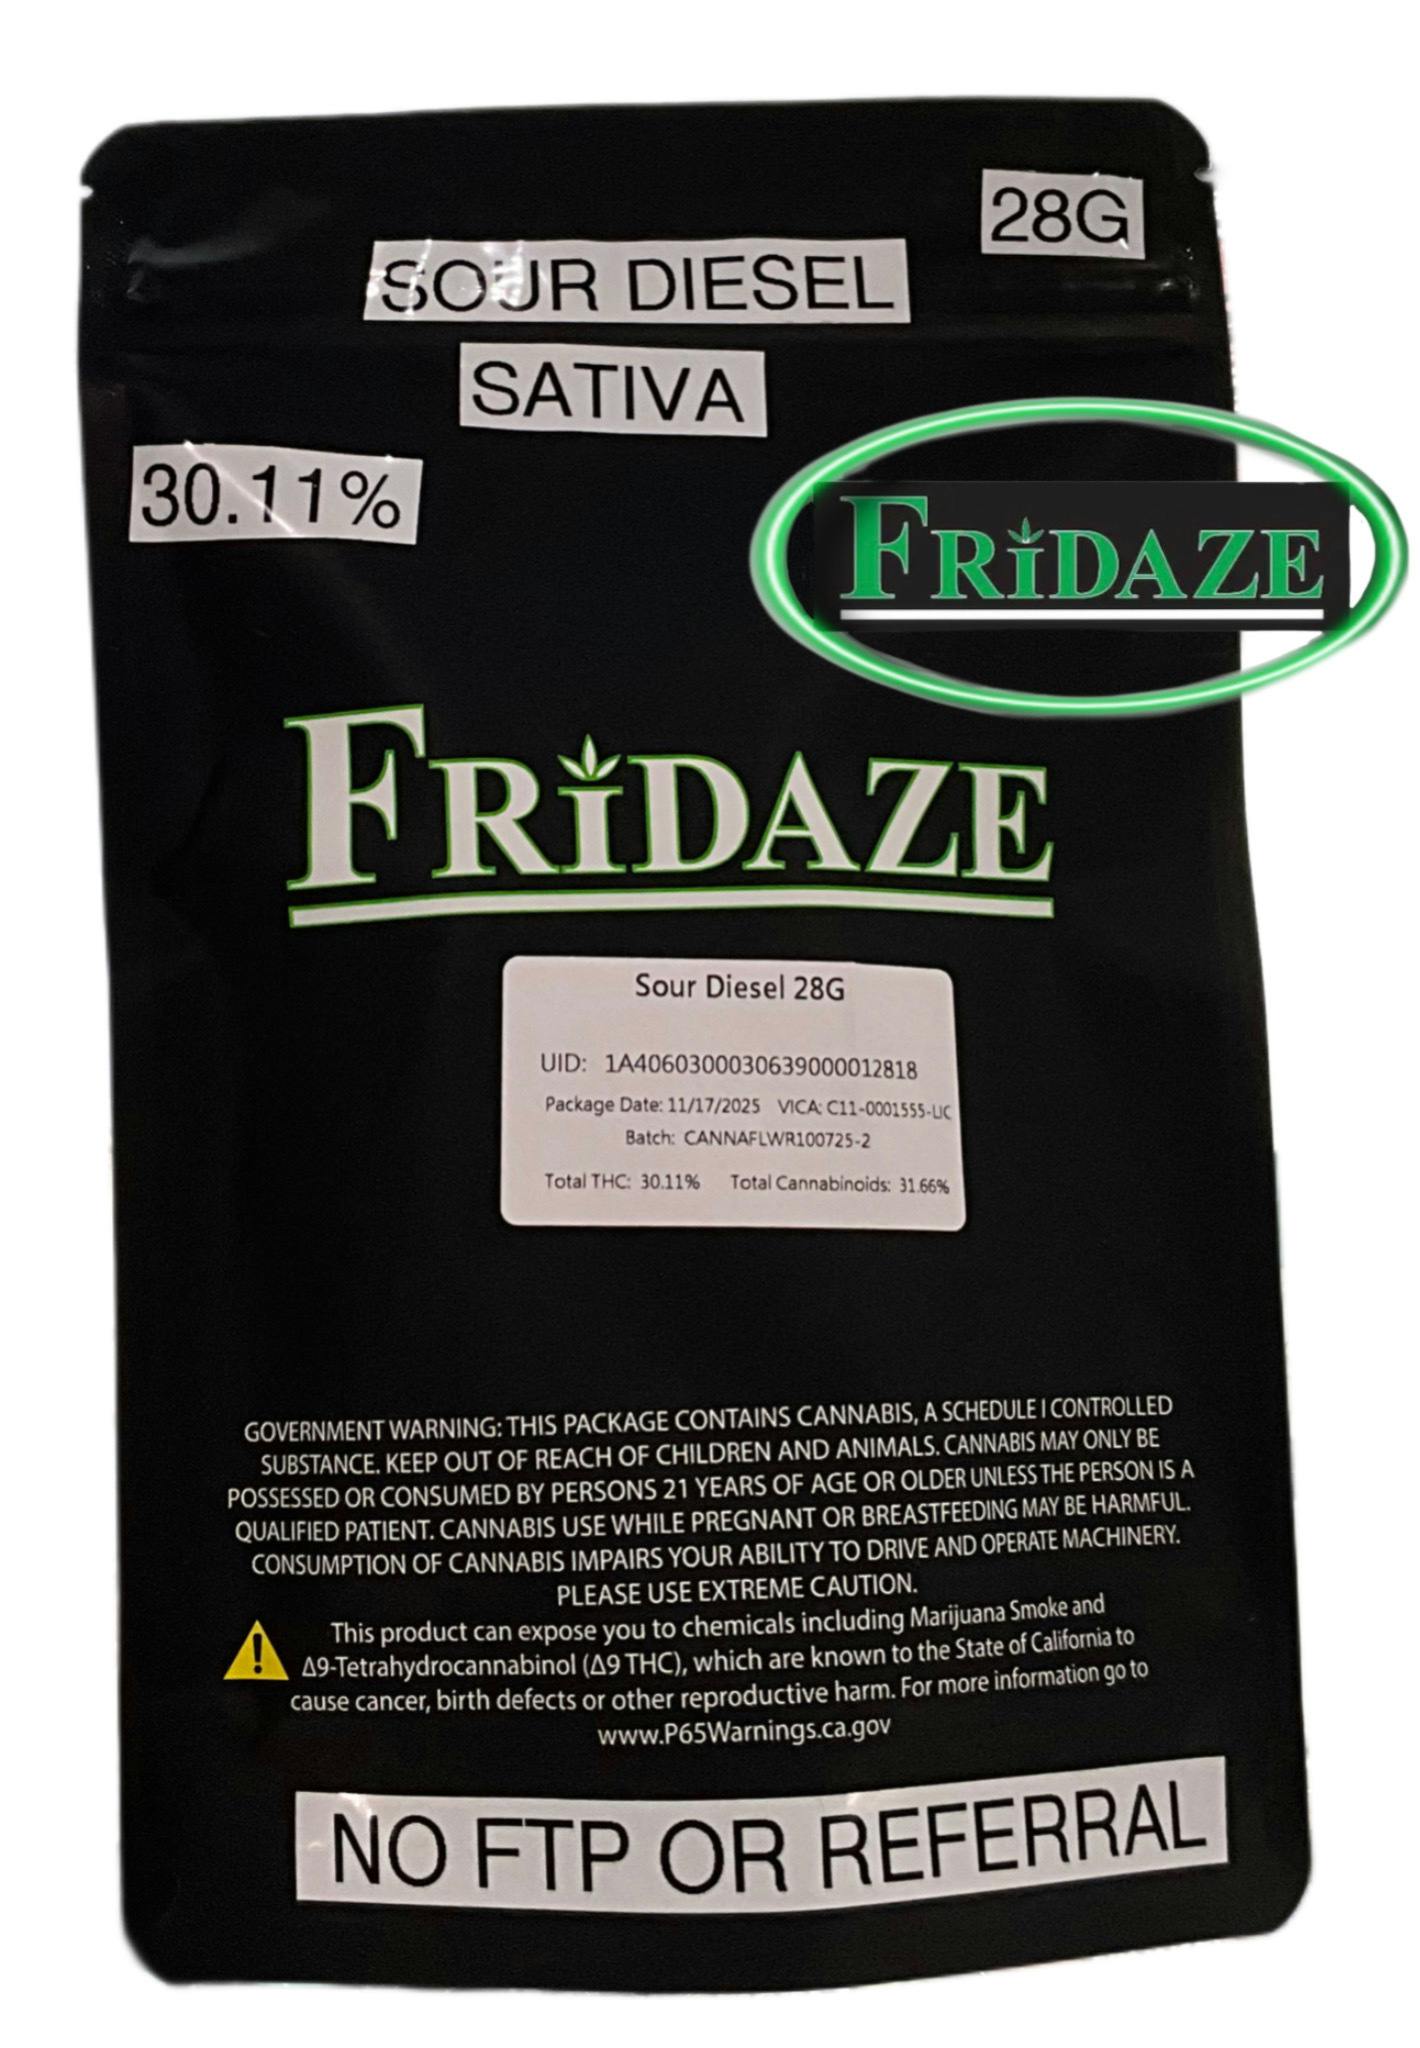 28G
SOUR DIESEL
SATIVA
30.11%
FRIDAZE
FRIDAZE
Sour Diesel 28G
UID: 1A4060300030639000012818
Package Date: 11/17/2025 VICA: C11-0001555-LIC
Batch: CANNAFLWR100725-2
Total THC: 30.11% Total Cannabinoids: 31.66%
GOVERNMENT WARNING: THIS PACKAGE CONTAINS CANNABIS, A SCHEDULE I CONTROLLED
SUBSTANCE. KEEP OUT OF REACH OF CHILDREN AND ANIMALS. CANNABIS MAY ONLY BE
POSSESSED OR CONSUMED BY PERSONS 21 YEARS OF AGE OR OLDER UNLESS THE PERSON IS A
QUALIFIED PATIENT. CANNABIS USE WHILE PREGNANT OR BREASTFEEDING MAY BE HARMFUL.
CONSUMPTION OF CANNABIS IMPAIRS YOUR ABILITY TO DRIVE AND OPERATE MACHINERY.
PLEASE USE EXTREME CAUTION.
This product can expose you to chemicals including Marijuana Smoke and
Δ9-Tetrahydrocannabinol (Δ9 THC), which are known to the State of California to
cause cancer, birth defects or other reproductive harm. For more information go to
www.P65Warnings.ca.gov
NO FTP OR REFERRAL